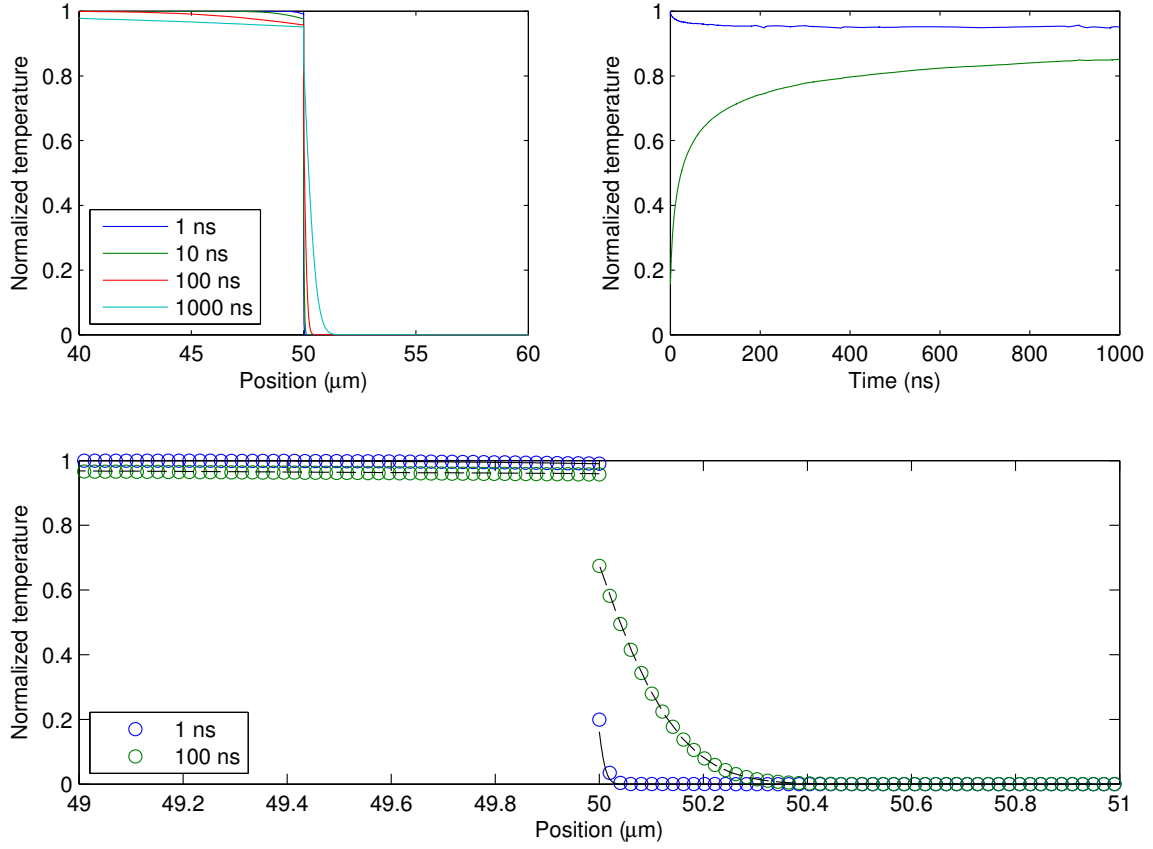 Normalized temperature
1
0.8
0.6
0.4
0.2
0
1 ns
10 ns
100 ns
1000 ns
40 45 50 55 60
Position (μm)
Normalized temperature
1
0.8
0.6
0.4
0.2
0
0 200 400 600 800 1000
Time (ns)
Normalized temperature
1
0.8
0.6
0.4
0.2
0
1 ns
100 ns
49 49.2 49.4 49.6 49.8 50 50.2 50.4 50.6 50.8 51
Position (μm)